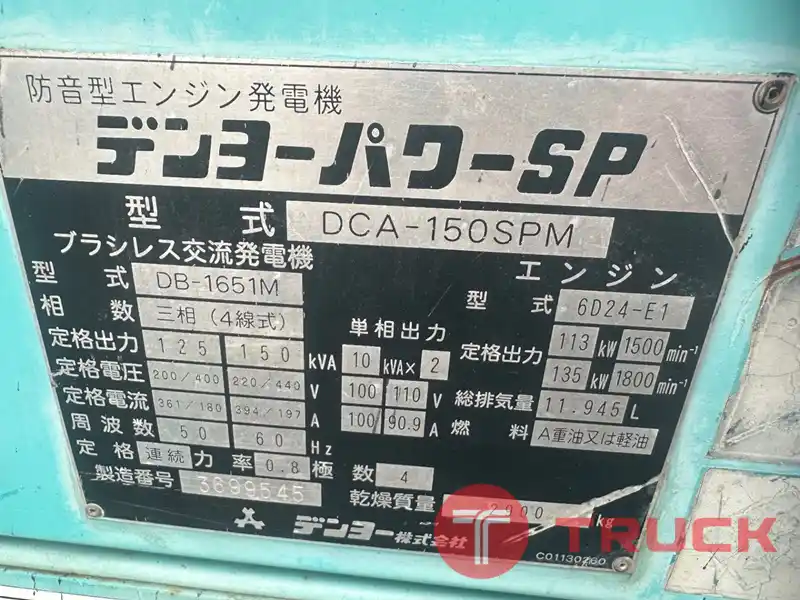 防音型エンジン発電機
デンヨーパワーSP
型 式 DCA-150SPM
ブラシレス交流発電機
型 式 DB-1651M
相 数 三相(4線式)
定格出力 125 150 kVA
定格電圧 200/400 220/440 V
定格電流 361/180 394/197 A
周波数 50 60 Hz
定格 連続 力率 0.8 極数 4
製造番号 3699545
単相出力
10 kVA× 2
100 110 V
100 90.9 A
エンジン
型 式 6D24-E1
定格出力 113 kW 1500 min⁻¹
135 kW 1800 min⁻¹
総排気量 11.945 L
燃 料 A重油又は軽油
乾燥質量 2900 kg
デンヨー株式会社
C01130260
T TRUCK